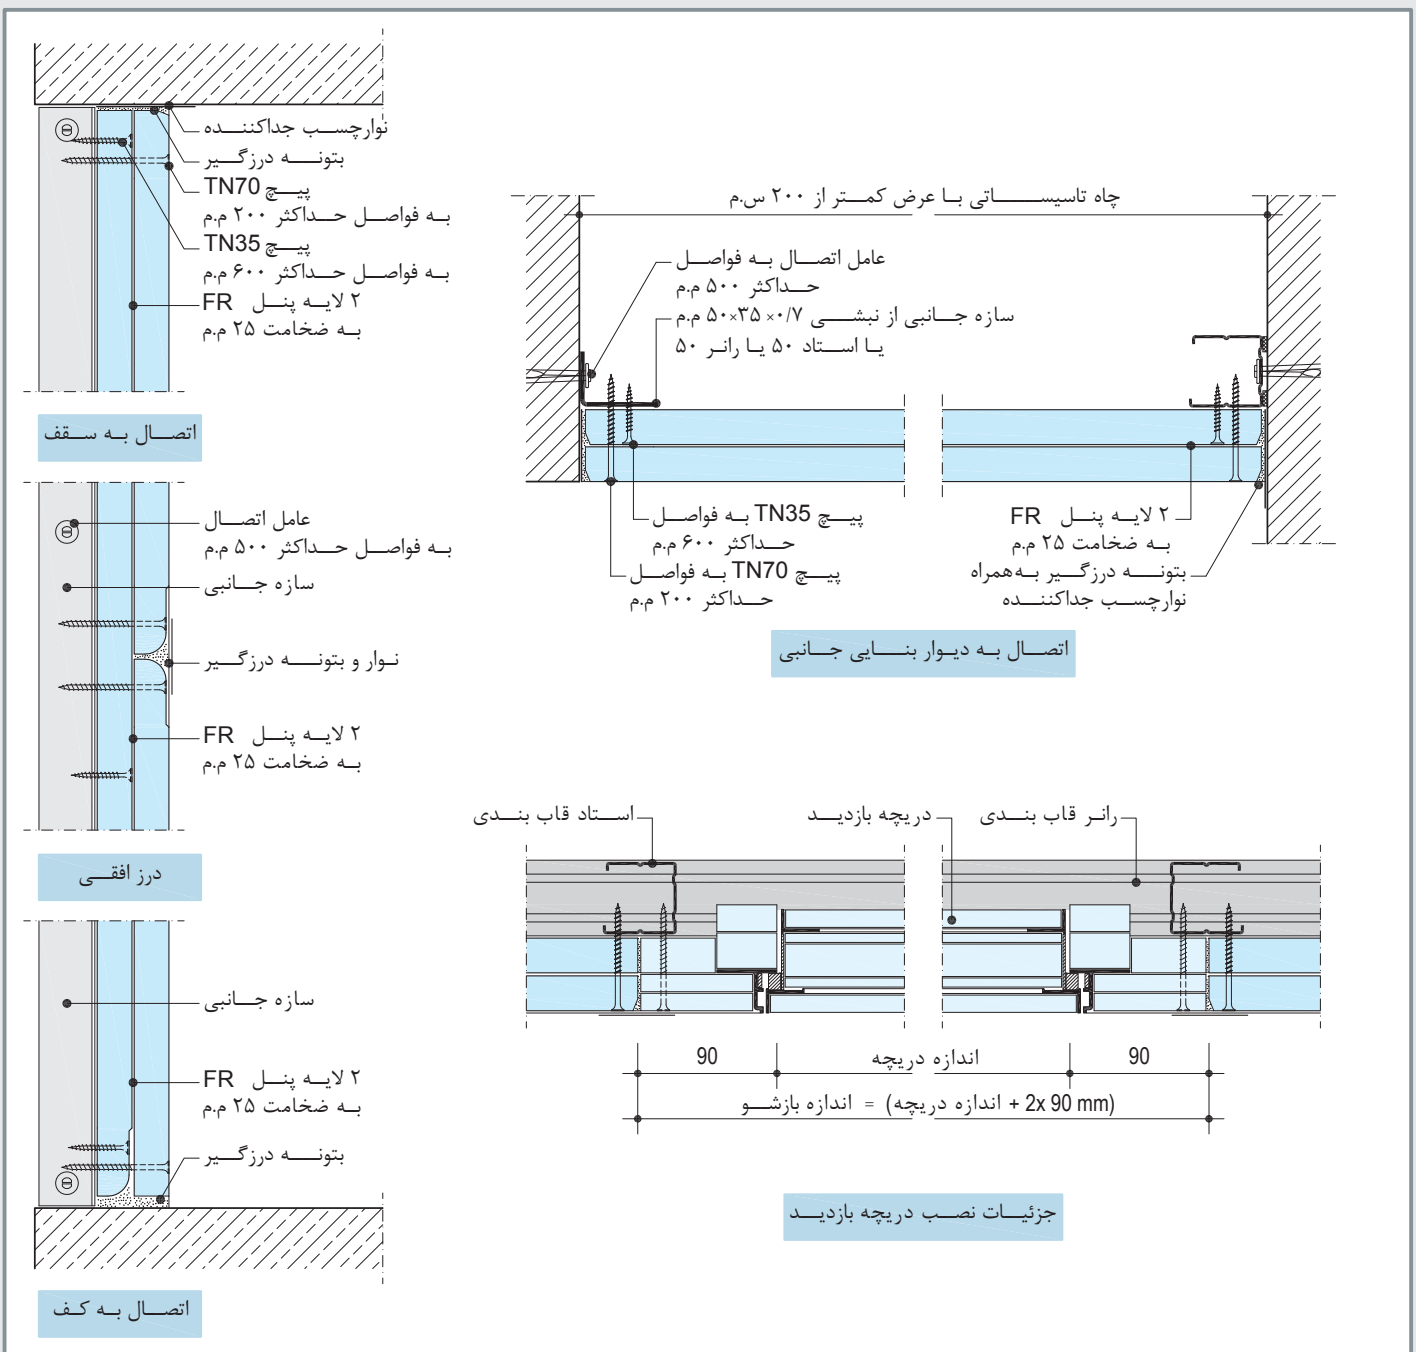 نوارچسب جداکننده
بتونه درزگیر
پیچ TN70
به فواصل حداکثر ۲۰۰ م.م
پیچ TN35
به فواصل حداکثر ۶۰۰ م.م
۲ لایه پنل FR
به ضخامت ۲۵ م.م
اتصال به سقف
عامل اتصال
به فواصل حداکثر ۵۰۰ م.م
سازه جانبی
نوار و بتونه درزگیر
۲ لایه پنل FR
به ضخامت ۲۵ م.م
درز افقی
سازه جانبی
۲ لایه پنل FR
به ضخامت ۲۵ م.م
بتونه درزگیر
اتصال به کف
چاه تاسیساتی با عرض کمتر از ۲۰۰ س.م
عامل اتصال به فواصل
حداکثر ۵۰۰ م.م
سازه جانبی از نبشی ۵۰×۳۵×۰/۷ م.م
یا استاد ۵۰ یا رانر ۵۰
پیچ TN35 به فواصل
حداکثر ۶۰۰ م.م
پیچ TN70 به فواصل
حداکثر ۲۰۰ م.م
۲ لایه پنل FR
به ضخامت ۲۵ م.م
بتونه درزگیر به‌همراه
نوارچسب جداکننده
اتصال به دیوار بنایی جانبی
رانر قاب بندی
دریچه بازدید
استاد قاب بندی
90
اندازه دریچه
90
اندازه بازشو = (اندازه دریچه + 2x 90 mm)
جزئیات نصب دریچه بازدید